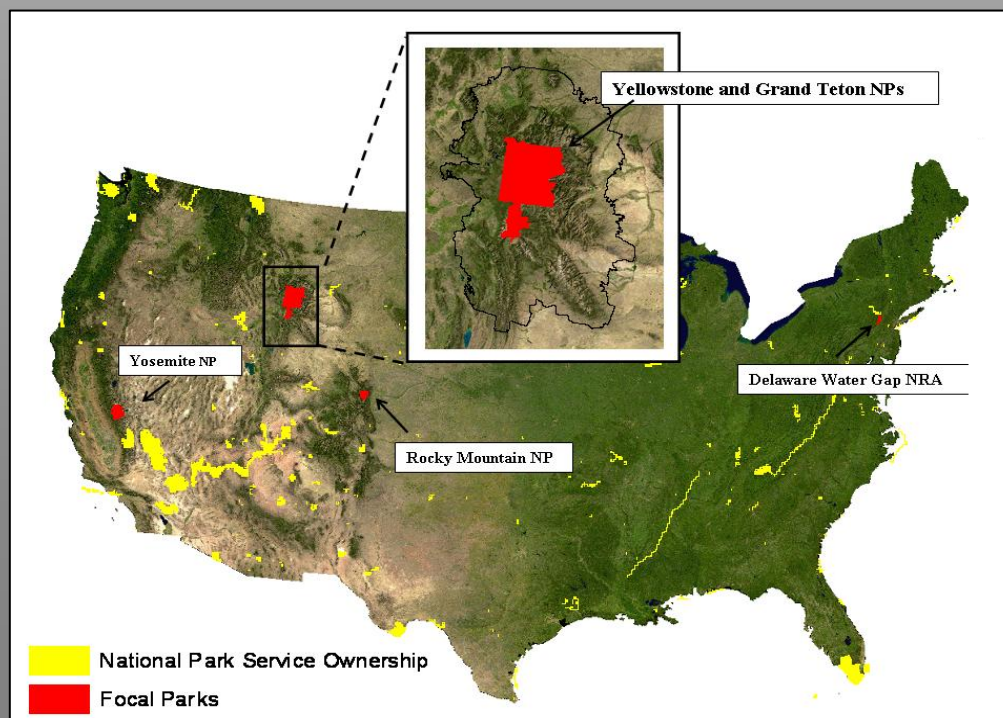 Yellowstone and Grand Teton NPs
Yosemite NP
Delaware Water Gap NRA
Rocky Mountain NP
National Park Service Ownership
Focal Parks